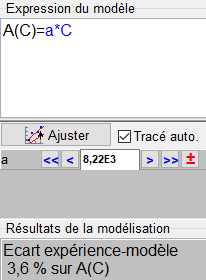 Expression du modèle
A(C)=a*C
Ajuster
Tracé auto.
a << < 8,22E3 > >> ±
Résultats de la modélisation
Ecart expérience-modèle
3,6 % sur A(C)